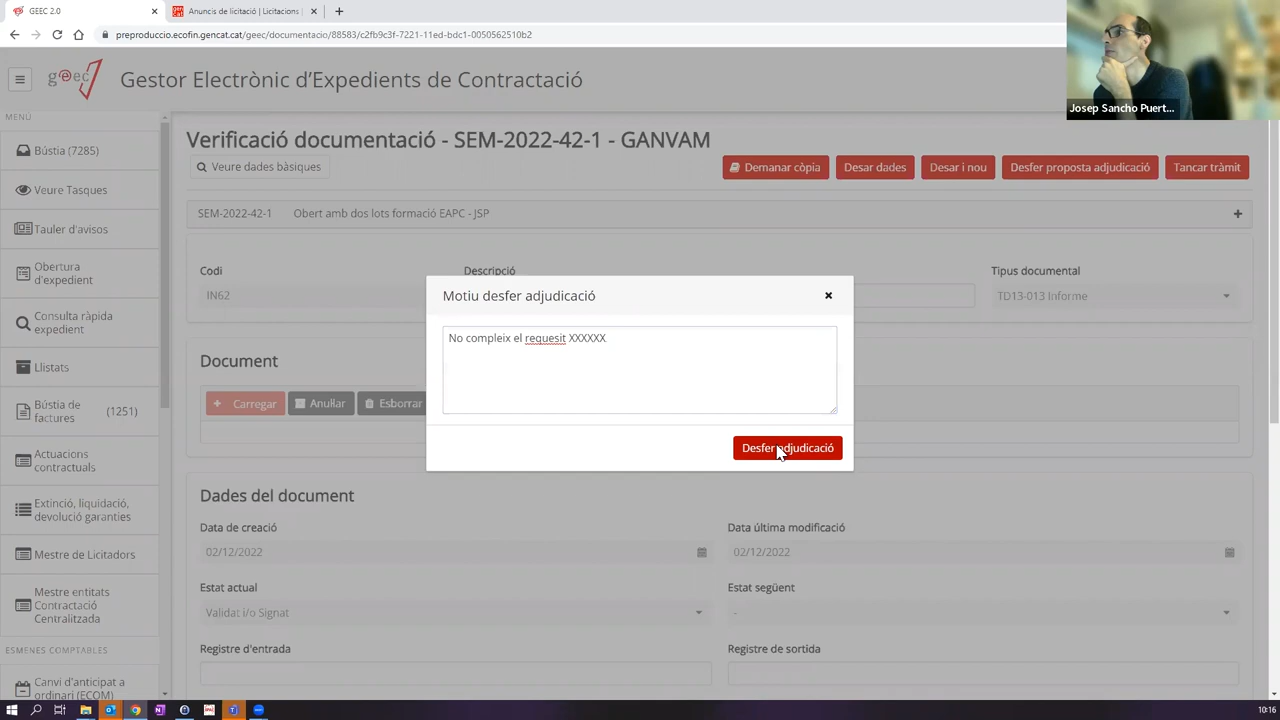 GEEC 2.0
Anuncis de licitació | Licitacions
preproduccio.ecofin.gencat.cat/geec/documentacio/88583/c2fb9c3f-7221-11ed-bdc1-0050562510b2
Josep Sancho Puert...
geec
Gestor Electrònic d'Expedients de Contractació
MENÚ
Bústia (7285)
Veure Tasques
Tauler d'avisos
Obertura
d'expedient
Consulta ràpida
expedient
Llistats
Bústia de
factures
(1251)
Actuacions
contractuals
Extinció, liquidació,
devolució garanties
Mestre de Licitadors
Mestre entitats
Contractació
Centralitzada
ESMENES COMPTABLES
Canvi d'anticipat a
ordinari (ECOM)
Verificació documentació - SEM-2022-42-1 - GANVAM
Veure dades bàsiques
Demanar còpia
Desar dades
Desar i nou
Desfer proposta adjudicació
Tancar tràmit
SEM-2022-42-1 Obert amb dos lots formació EAPC - JSP
Codi
Descripció
Tipus documental
IN62
TD13-013 Informe
Motiu desfer adjudicació
No compleix el requesit XXXXXX
Desfer adjudicació
Document
Carregar
Anul·lar
Esborrar
Dades del document
Data de creació
Data última modificació
02/12/2022
02/12/2022
Estat actual
Estat següent
Validat i/o Signat
-
Registre d'entrada
Registre de sortida
10:16